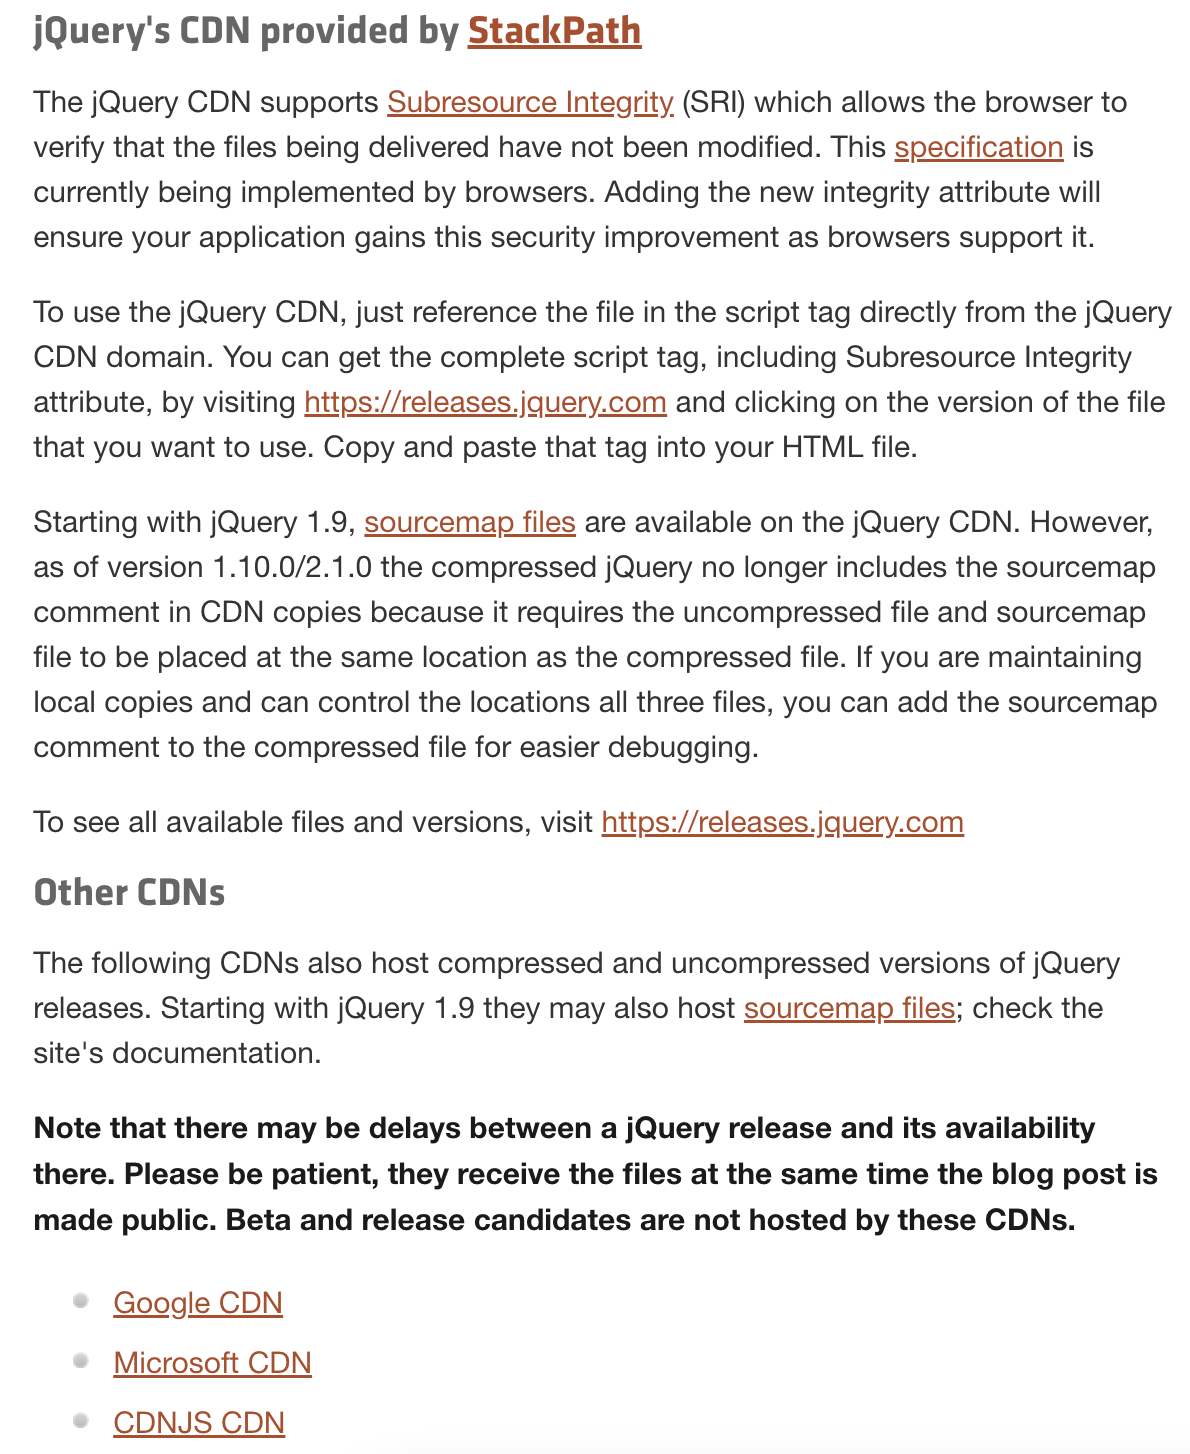 jQuery's CDN provided by StackPath
The jQuery CDN supports Subresource Integrity (SRI) which allows the browser to
verify that the files being delivered have not been modified. This specification is
currently being implemented by browsers. Adding the new integrity attribute will
ensure your application gains this security improvement as browsers support it.
To use the jQuery CDN, just reference the file in the script tag directly from the jQuery
CDN domain. You can get the complete script tag, including Subresource Integrity
attribute, by visiting https://releases.jquery.com and clicking on the version of the file
that you want to use. Copy and paste that tag into your HTML file.
Starting with jQuery 1.9, sourcemap files are available on the jQuery CDN. However,
as of version 1.10.0/2.1.0 the compressed jQuery no longer includes the sourcemap
comment in CDN copies because it requires the uncompressed file and sourcemap
file to be placed at the same location as the compressed file. If you are maintaining
local copies and can control the locations all three files, you can add the sourcemap
comment to the compressed file for easier debugging.
To see all available files and versions, visit https://releases.jquery.com
Other CDNs
The following CDNs also host compressed and uncompressed versions of jQuery
releases. Starting with jQuery 1.9 they may also host sourcemap files; check the
site's documentation.
Note that there may be delays between a jQuery release and its availability
there. Please be patient, they receive the files at the same time the blog post is
made public. Beta and release candidates are not hosted by these CDNs.
Google CDN
Microsoft CDN
CDNJS CDN